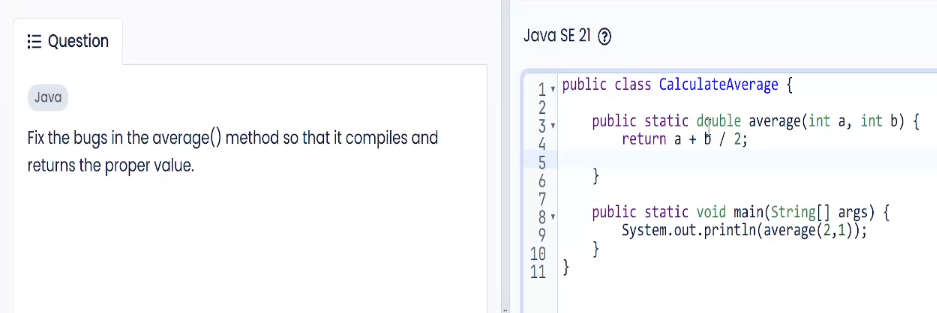 Question
Java
Fix the bugs in the average() method so that it compiles and
returns the proper value.
Java SE 21
1 public class CalculateAverage {
2
3 public static double average(int a, int b) {
4 return a + b / 2;
5
6 }
7
8 public static void main(String[] args) {
9 System.out.println(average(2,1));
10 }
11 }